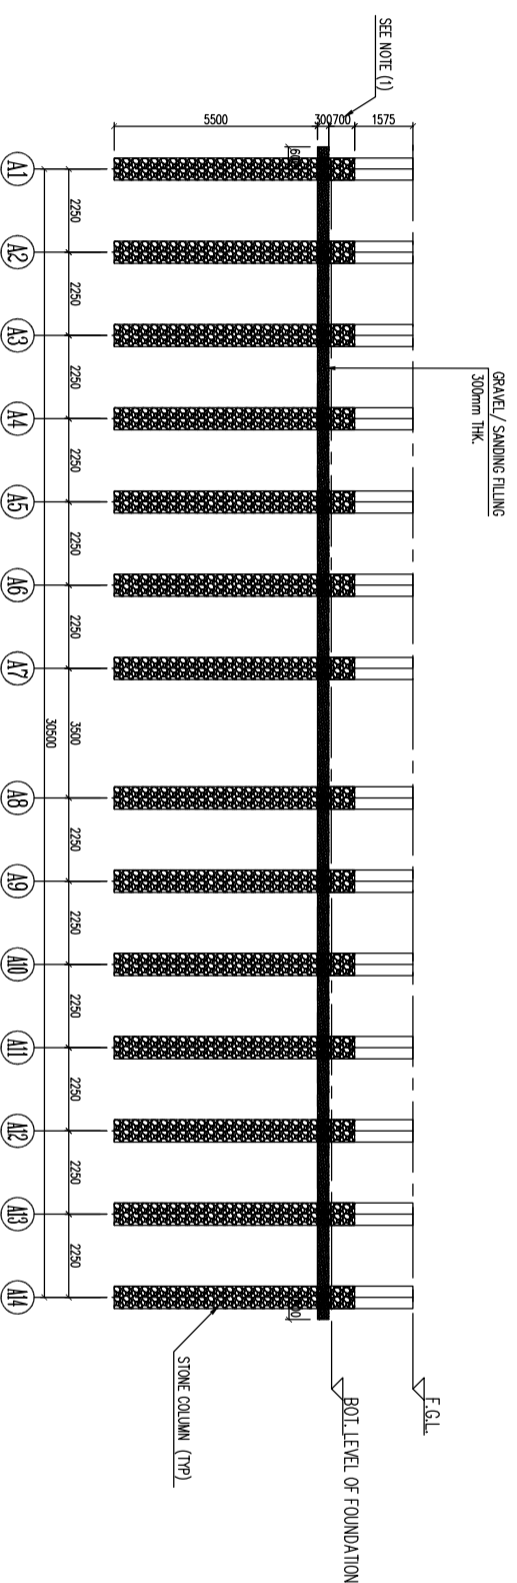 SEE NOTE (1)
GRAVEL/ SANDING FILLING
300mm THK.
F.G.L.
BOT. LEVEL OF FOUNDATION
1575
700
300
5500
600
2250
2250
2250
2250
2250
2250
3500
2250
2250
2250
2250
2250
2250
30500
STONE COLUMN (TYP)
A1
A2
A3
A4
A5
A6
A7
A8
A9
A10
A11
A12
A13
A14